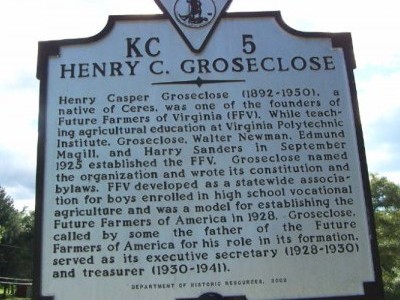 KC 5
HENRY C. GROSECLOSE
Henry Casper Groseclose (1892-1950), a
native of Ceres, was one of the founders of
Future Farmers of Virginia (FFV). While teach-
ing agricultural education at Virginia Polytechnic
Institute, Groseclose, Walter Newman, Edmund
Magill, and Harry Sanders in September
1925 established the FFV. Groseclose named
the organization and wrote its constitution and
bylaws. FFV developed as a statewide associa-
tion for boys enrolled in high school vocational
agriculture and was a model for establishing the
Future Farmers of America in 1928. Groseclose,
called by some the father of the Future
Farmers of America for his role in its formation,
served as its executive secretary (1928-1930)
and treasurer (1930-1941).
DEPARTMENT OF HISTORIC RESOURCES,